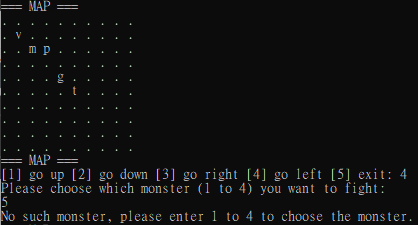 === MAP ===
. . . . . . . . . .
. v . . . . . . . .
. . m p . . . . . .
. . . . . . . . . .
. . . . g . . . . .
. . . . . t . . . .
. . . . . . . . . .
. . . . . . . . . .
. . . . . . . . . .
. . . . . . . . . .
=== MAP ===
[1] go up [2] go down [3] go right [4] go left [5] exit: 4
Please choose which monster (1 to 4) you want to fight:
5
No such monster, please enter 1 to 4 to choose the monster.